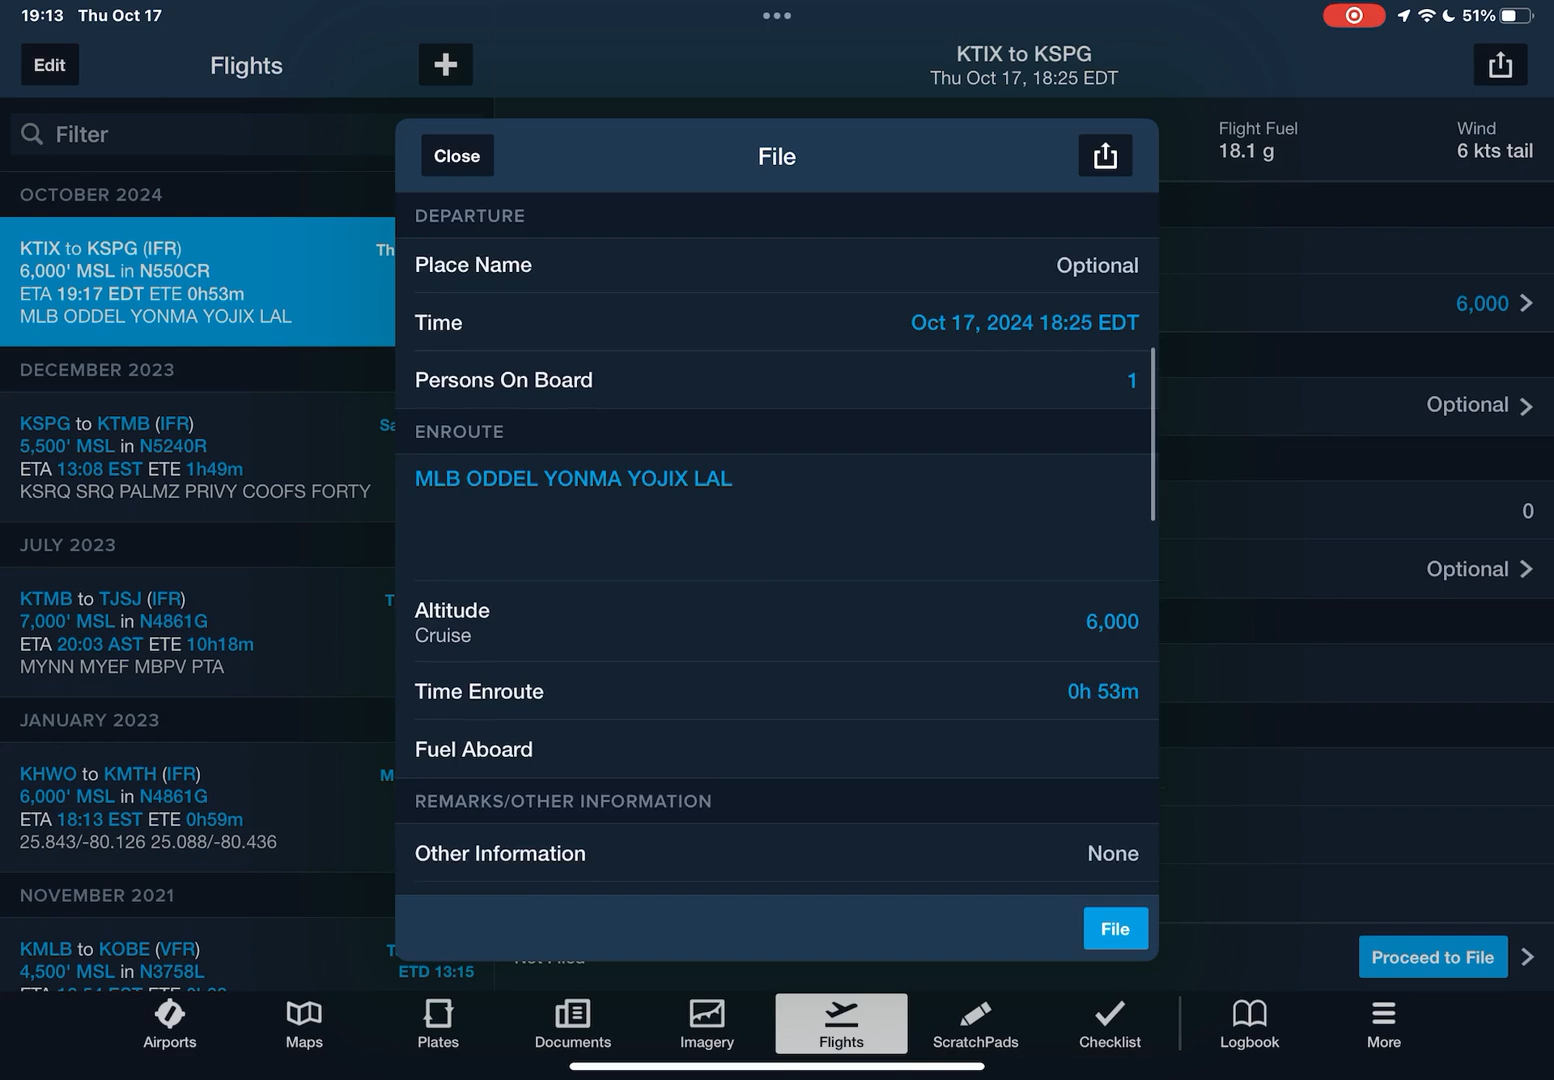 19:13 Thu Oct 17
51%
Edit
Flights
KTIX to KSPG
Thu Oct 17, 18:25 EDT
Filter
OCTOBER 2024
KTIX to KSPG (IFR)
Th
6,000' MSL in N550CR
ETA 19:17 EDT ETE 0h53m
MLB ODDEL YONMA YOJIX LAL
DECEMBER 2023
KSPG to KTMB (IFR)
Sa
5,500' MSL in N5240R
ETA 13:08 EST ETE 1h49m
KSRQ SRQ PALMZ PRIVY COOFS FORTY
JULY 2023
KTMB to TJSJ (IFR)
T
7,000' MSL in N4861G
ETA 20:03 AST ETE 10h18m
MYNN MYEF MBPV PTA
JANUARY 2023
KHWO to KMTH (IFR)
M
6,000' MSL in N4861G
ETA 18:13 EST ETE 0h59m
25.843/-80.126 25.088/-80.436
NOVEMBER 2021
KMLB to KOBE (VFR)
T
4,500' MSL in N3758L
ETD 13:15
Close
File
DEPARTURE
Place Name
Optional
Time
Oct 17, 2024 18:25 EDT
Persons On Board
1
ENROUTE
MLB ODDEL YONMA YOJIX LAL
Altitude
Cruise
6,000
Time Enroute
0h 53m
Fuel Aboard
REMARKS/OTHER INFORMATION
Other Information
None
File
Flight Fuel
18.1 g
Wind
6 kts tail
6,000
Optional
0
Optional
Proceed to File
Airports
Maps
Plates
Documents
Imagery
Flights
ScratchPads
Checklist
Logbook
More